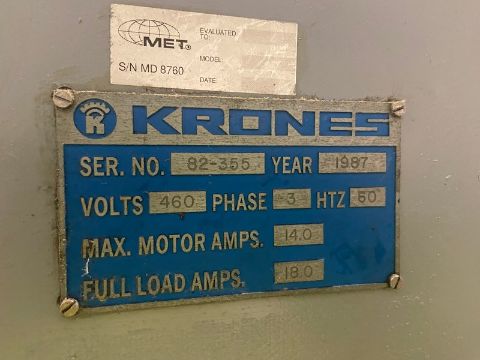 MET®
EVALUATED
TO:
MODEL:
S/N MD 8760
DATE:
KRONES
SER. NO. 82-355 YEAR 1987
VOLTS 460 PHASE 3 HTZ 60
MAX. MOTOR AMPS. 14.0
FULL LOAD AMPS. 18.0